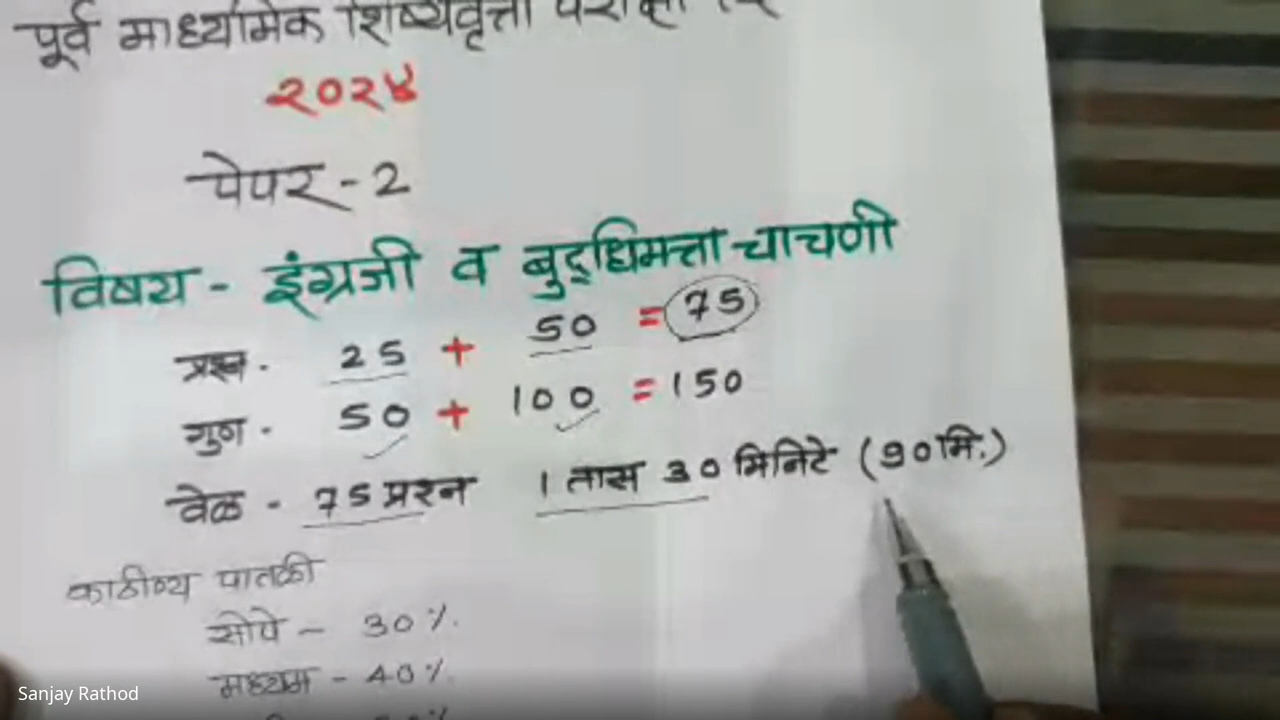 पूर्व माध्यमिक शिष्यवृत्ती परीक्षा
२०२४
पेपर - 2
विषय - इंग्रजी व बुद्धिमत्ता चाचणी
प्रश्न. 25 + 50 = 75
गुण. 50 + 100 = 150
वेळ - 75 प्रश्न 1 तास 30 मिनिटे (90 मि.)
काठीण्य पातळी
सोपे - 30%.
मध्यम - 40%.
Sanjay Rathod